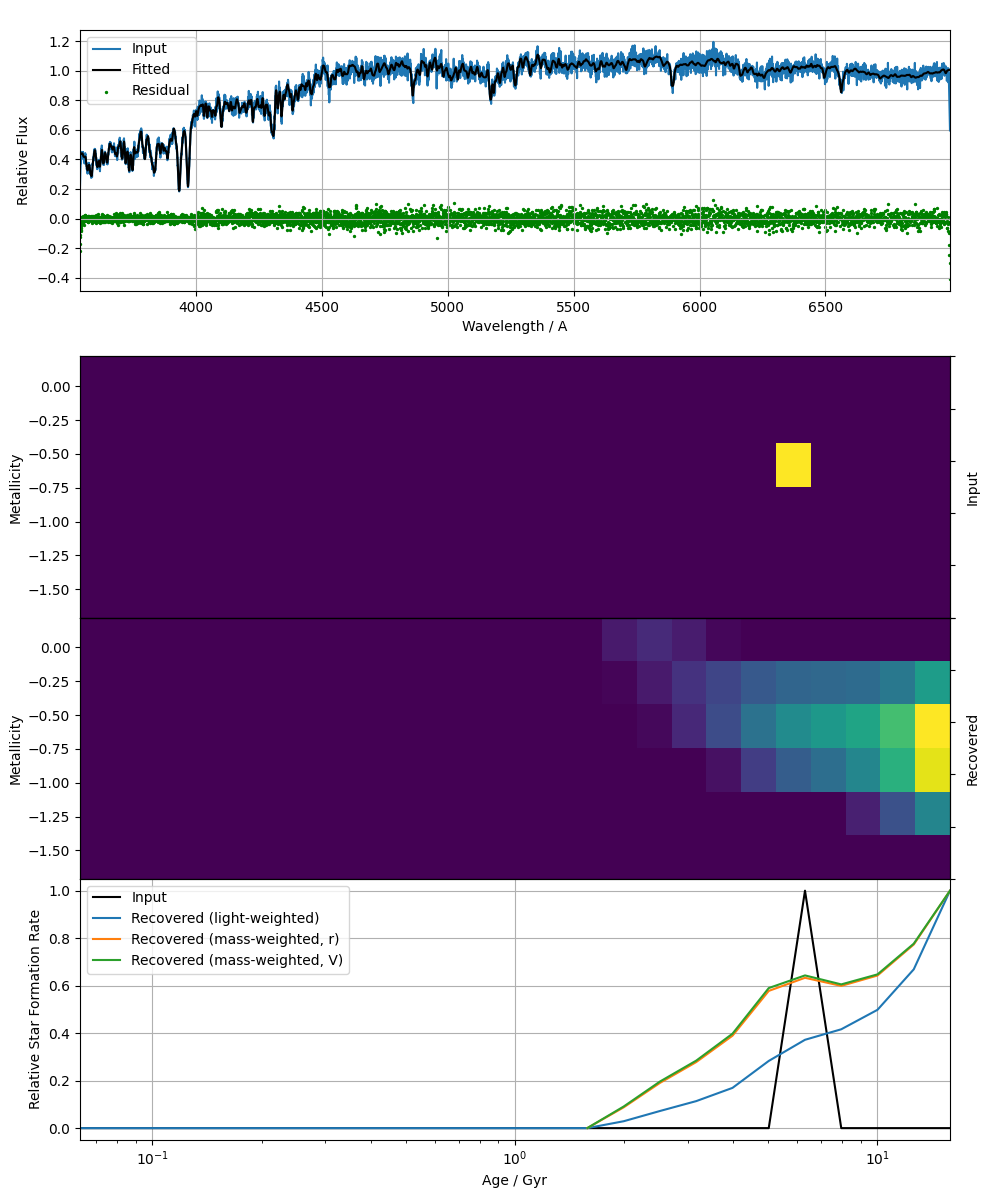 1.2
1.0
0.8
0.6
0.4
0.2
0.0
−0.2
−0.4
Relative Flux
Input
Fitted
Residual
4000
4500
5000
5500
6000
6500
Wavelength / A
0.00
−0.25
−0.50
−0.75
−1.00
−1.25
−1.50
Metallicity
Input
0.00
−0.25
−0.50
−0.75
−1.00
−1.25
−1.50
Metallicity
Recovered
1.0
0.8
0.6
0.4
0.2
0.0
Relative Star Formation Rate
Input
Recovered (light-weighted)
Recovered (mass-weighted, r)
Recovered (mass-weighted, V)
10⁻¹
10⁰
10¹
Age / Gyr